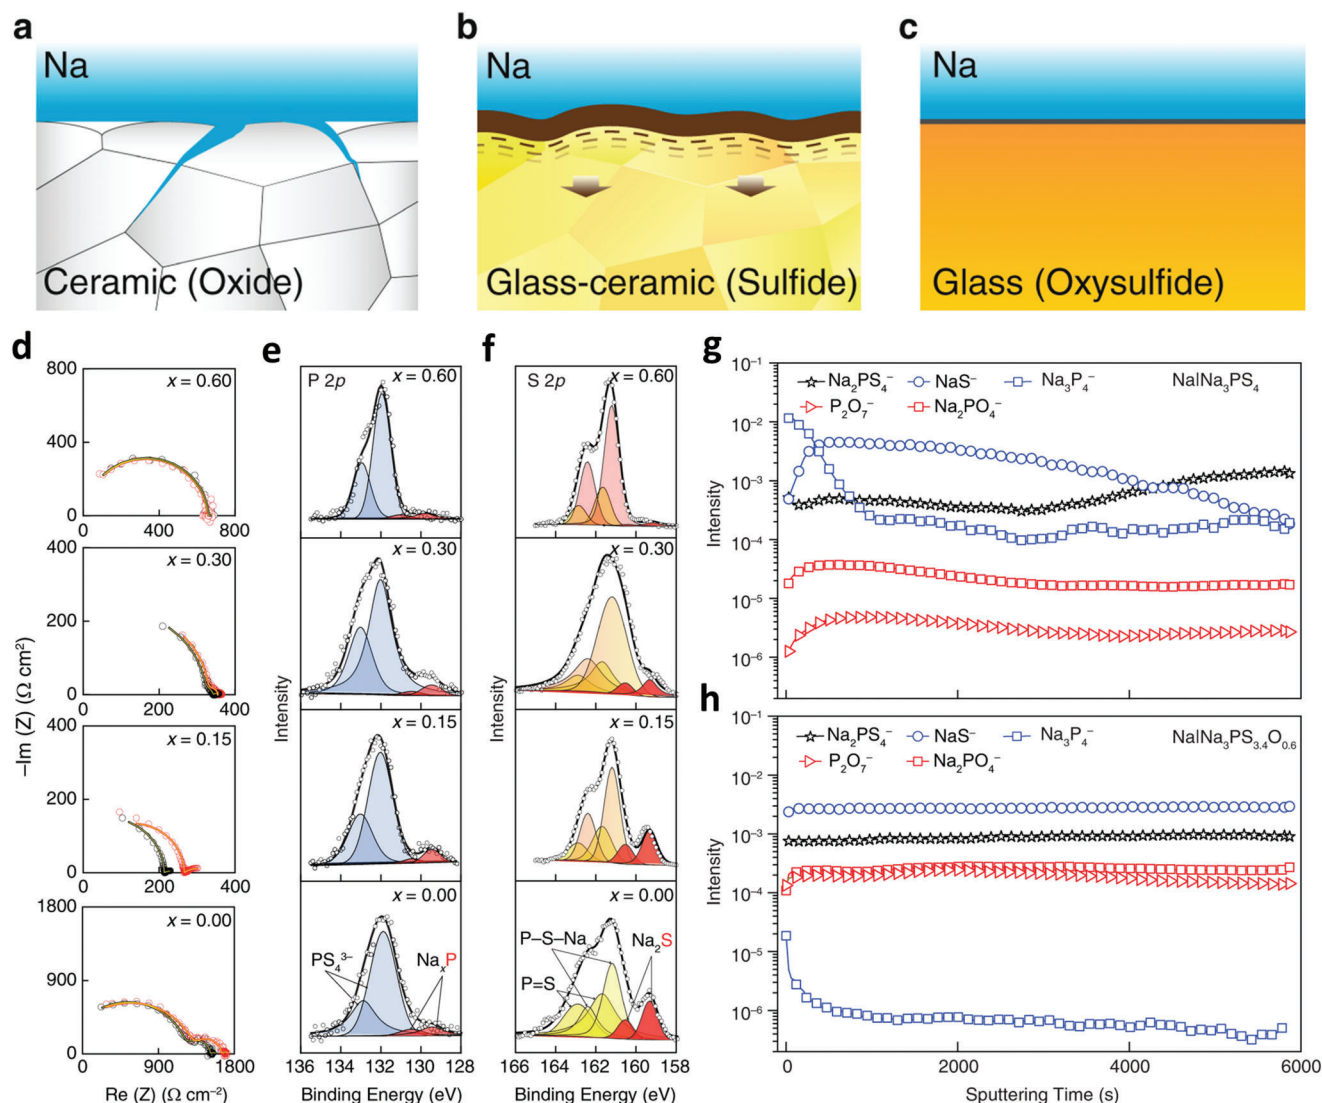 a
Na
Ceramic (Oxide)
b
Na
Glass-ceramic (Sulfide)
c
Na
Glass (Oxysulfide)
d
–Im (Z) (Ω cm²)
800
400
0
x = 0.60
0 400 800
400
200
0
x = 0.30
0 200 400
400
200
0
x = 0.15
0 200 400
1800
900
0
x = 0.00
0 900 1800
Re (Z) (Ω cm⁻²)
e
Intensity
P 2p
x = 0.60
x = 0.30
x = 0.15
x = 0.00
PS₄³⁻
NaₓP
136 134 132 130 128
Binding Energy (eV)
f
Intensity
S 2p
x = 0.60
x = 0.30
x = 0.15
x = 0.00
P–S–Na
P=S
Na₂S
166 164 162 160 158
Binding Energy (eV)
g
Intensity
10⁻¹
10⁻²
10⁻³
10⁻⁴
10⁻⁵
10⁻⁶
Na₂PS₄⁻ NaS⁻ Na₃P₄⁻ Na|Na₃PS₄
P₂O₇⁻ Na₂PO₄⁻
h
Intensity
10⁻¹
10⁻²
10⁻³
10⁻⁴
10⁻⁵
10⁻⁶
Na₂PS₄⁻ NaS⁻ Na₃P₄⁻ Na|Na₃PS₃.₄O₀.₆
P₂O₇⁻ Na₂PO₄⁻
0 2000 4000 6000
Sputtering Time (s)